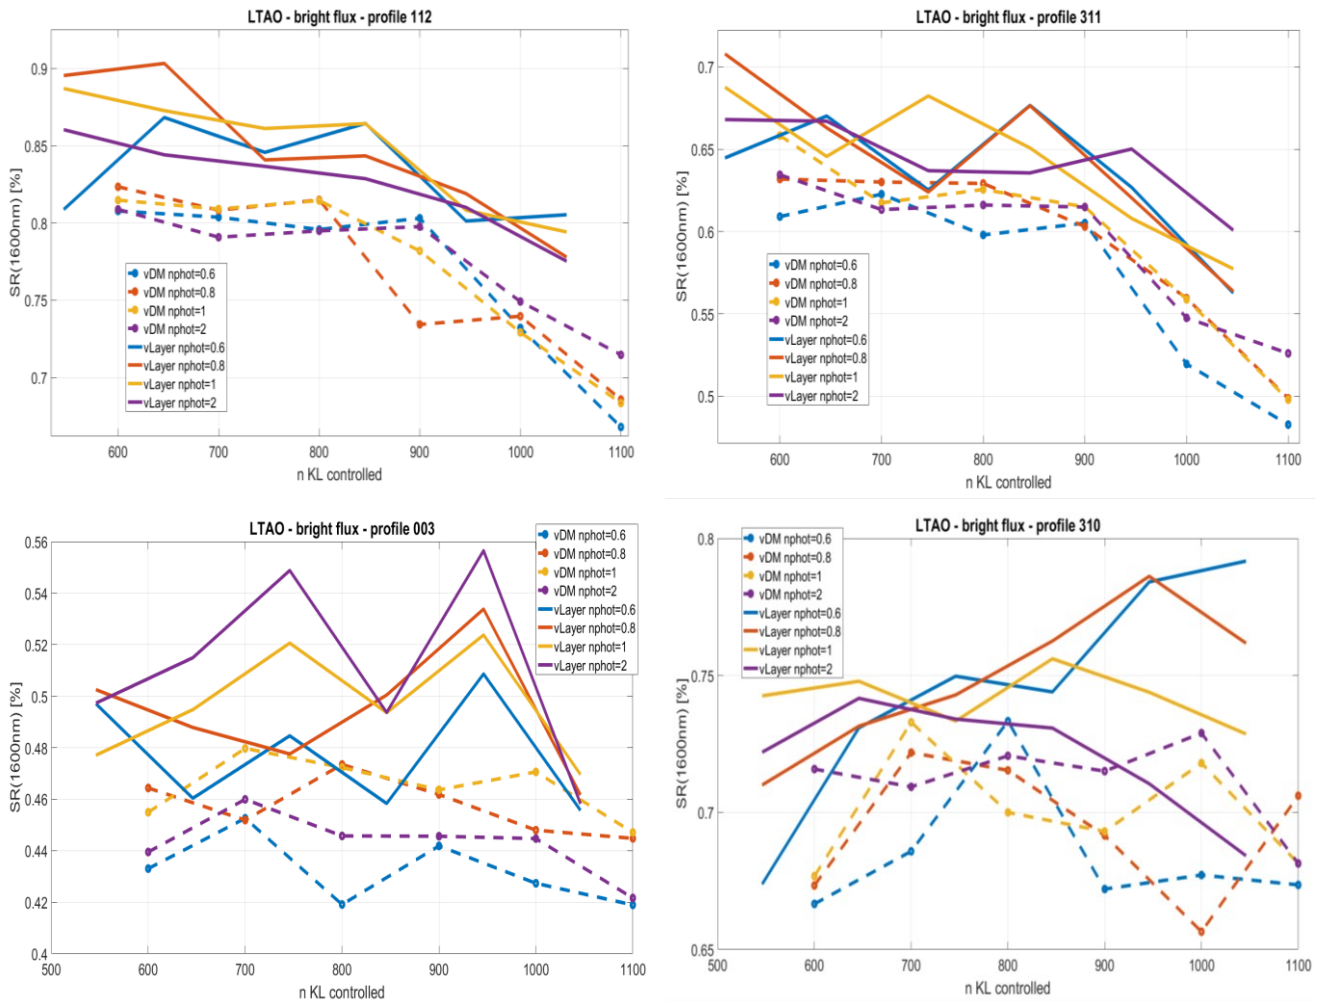 LTAO - bright flux - profile 112
SR(1600nm) [%]
0.9
0.85
0.8
0.75
0.7
vDM nphot=0.6
vDM nphot=0.8
vDM nphot=1
vDM nphot=2
vLayer nphot=0.6
vLayer nphot=0.8
vLayer nphot=1
vLayer nphot=2
600 700 800 900 1000 1100
n KL controlled
LTAO - bright flux - profile 311
SR(1600nm) [%]
0.7
0.65
0.6
0.55
0.5
vDM nphot=0.6
vDM nphot=0.8
vDM nphot=1
vDM nphot=2
vLayer nphot=0.6
vLayer nphot=0.8
vLayer nphot=1
vLayer nphot=2
600 700 800 900 1000 1100
n KL controlled
LTAO - bright flux - profile 003
SR(1600nm) [%]
0.56
0.54
0.52
0.5
0.48
0.46
0.44
0.42
0.4
vDM nphot=0.6
vDM nphot=0.8
vDM nphot=1
vDM nphot=2
vLayer nphot=0.6
vLayer nphot=0.8
vLayer nphot=1
vLayer nphot=2
500 600 700 800 900 1000 1100
n KL controlled
LTAO - bright flux - profile 310
SR(1600nm) [%]
0.8
0.75
0.7
0.65
vDM nphot=0.6
vDM nphot=0.8
vDM nphot=1
vDM nphot=2
vLayer nphot=0.6
vLayer nphot=0.8
vLayer nphot=1
vLayer nphot=2
500 600 700 800 900 1000 1100
n KL controlled